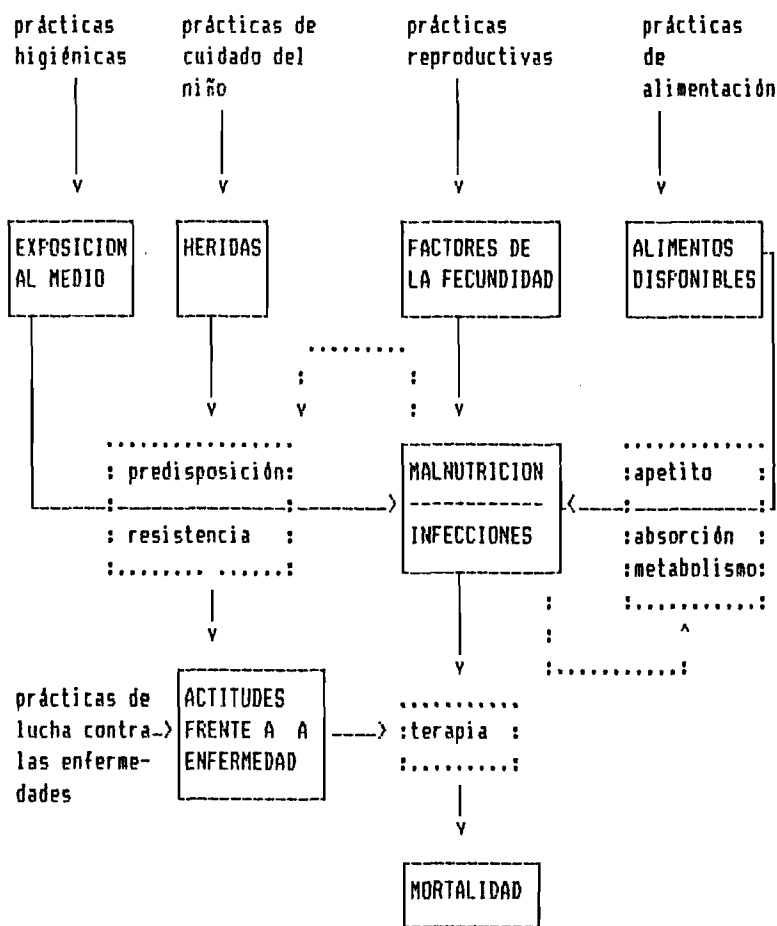 prácticas
higiénicas
prácticas de
cuidado del
niño
prácticas
reproductivas
prácticas
de
alimentación
EXPOSICION
AL MEDIO
HERIDAS
FACTORES DE
LA FECUNDIDAD
ALIMENTOS
DISPONIBLES
predisposición
resistencia
MALNUTRICION
INFECCIONES
apetito
absorción
metabolismo
prácticas de
lucha contra
las enferme-
dades
ACTITUDES
FRENTE A A
ENFERMEDAD
terapia
MORTALIDAD